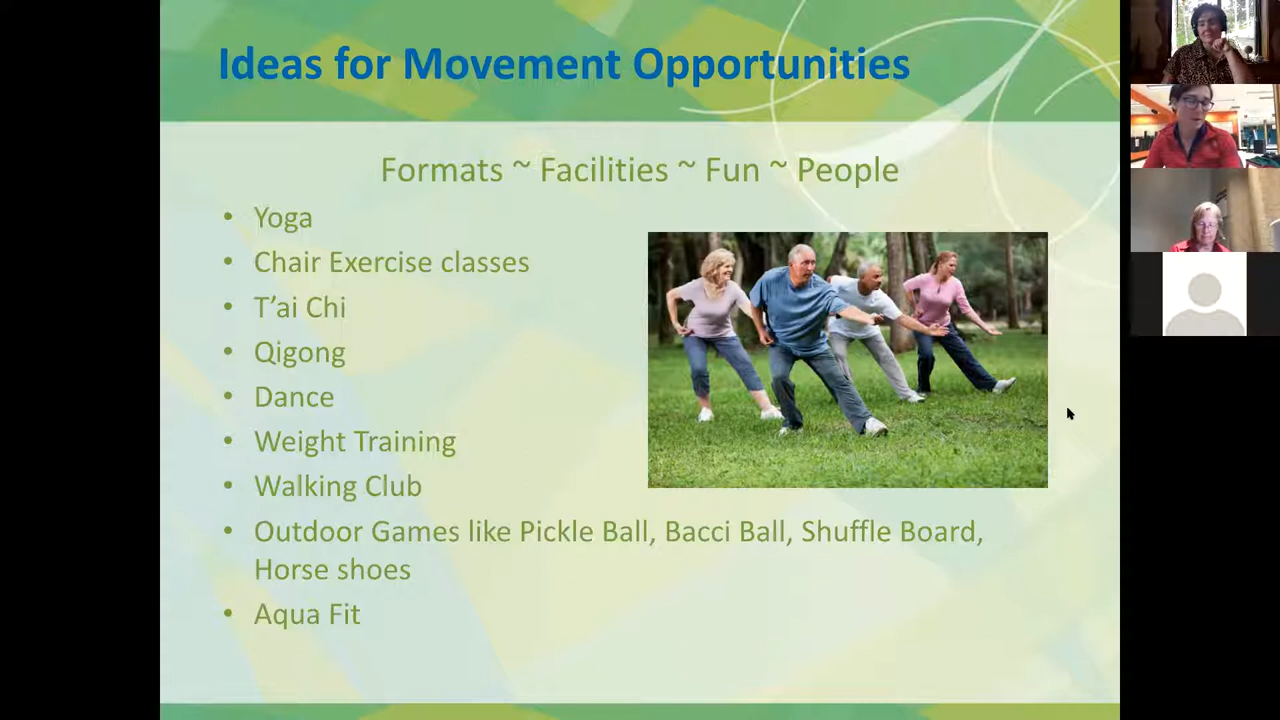 Ideas for Movement Opportunities
Formats ~ Facilities ~ Fun ~ People
• Yoga
• Chair Exercise classes
• T’ai Chi
• Qigong
• Dance
• Weight Training
• Walking Club
• Outdoor Games like Pickle Ball, Bacci Ball, Shuffle Board,
Horse shoes
• Aqua Fit